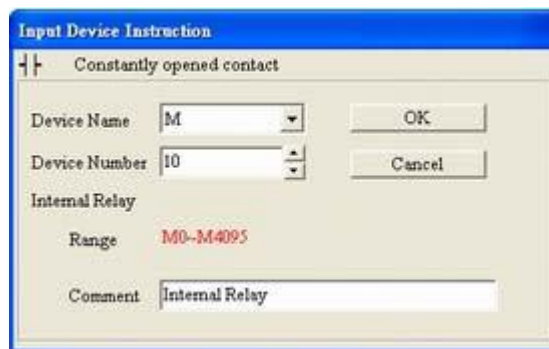 Input Device Instruction
Constantly opened contact
Device Name M OK
Device Number 10 Cancel
Internal Relay
Range M0~M4095
Comment Internal Relay